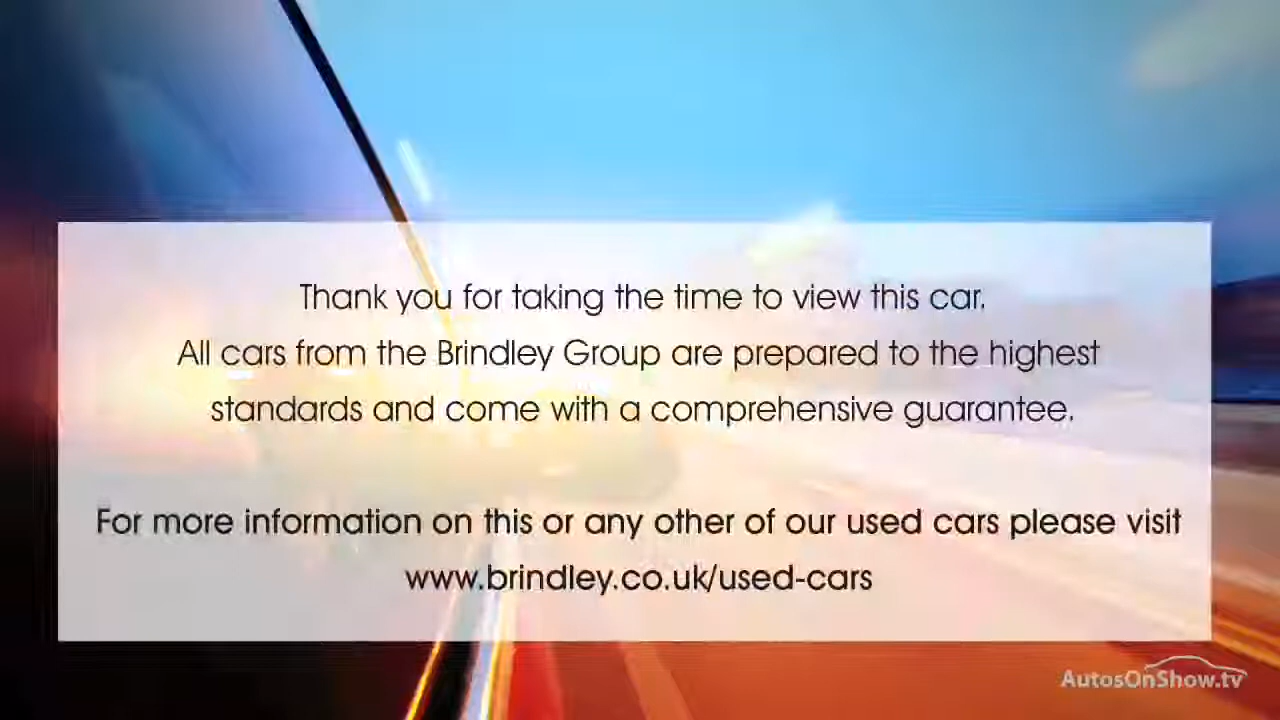 Thank you for taking the time to view this car.
All cars from the Brindley Group are prepared to the highest
standards and come with a comprehensive guarantee.
For more information on this or any other of our used cars please visit
www.brindley.co.uk/used-cars
AutosOnShow.tv